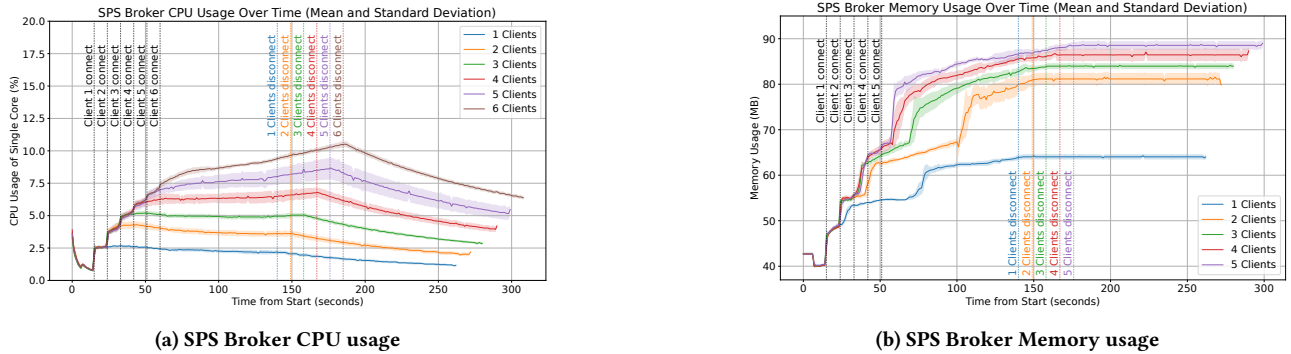 SPS Broker CPU Usage Over Time (Mean and Standard Deviation)
CPU Usage of Single Core (%)
20.0
17.5
15.0
12.5
10.0
7.5
5.0
2.5
0.0
Client 1 connect
Client 2 connect
Client 3 connect
Client 4 connect
Client 5 connect
Client 6 connect
1 Clients disconnect
2 Clients disconnect
3 Clients disconnect
4 Clients disconnect
5 Clients disconnect
6 Clients disconnect
1 Clients
2 Clients
3 Clients
4 Clients
5 Clients
6 Clients
0 50 100 150 200 250 300
Time from Start (seconds)
(a) SPS Broker CPU usage
SPS Broker Memory Usage Over Time (Mean and Standard Deviation)
Memory Usage (MB)
90
80
70
60
50
40
Client 1 connect
Client 2 connect
Client 3 connect
Client 4 connect
Client 5 connect
1 Clients disconnect
2 Clients disconnect
3 Clients disconnect
4 Clients disconnect
5 Clients disconnect
1 Clients
2 Clients
3 Clients
4 Clients
5 Clients
0 50 100 150 200 250 300
Time from Start (seconds)
(b) SPS Broker Memory usage